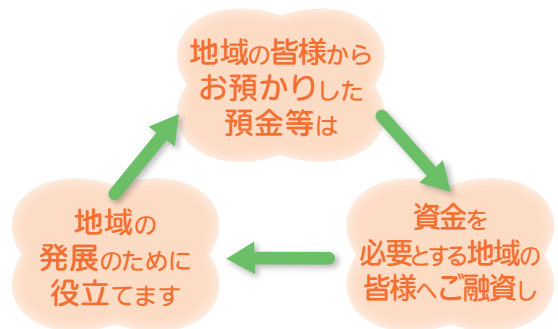 地域の皆様から
お預かりした
預金等は
資金を
必要とする地域の
皆様へご融資し
地域の
発展のために
役立てます